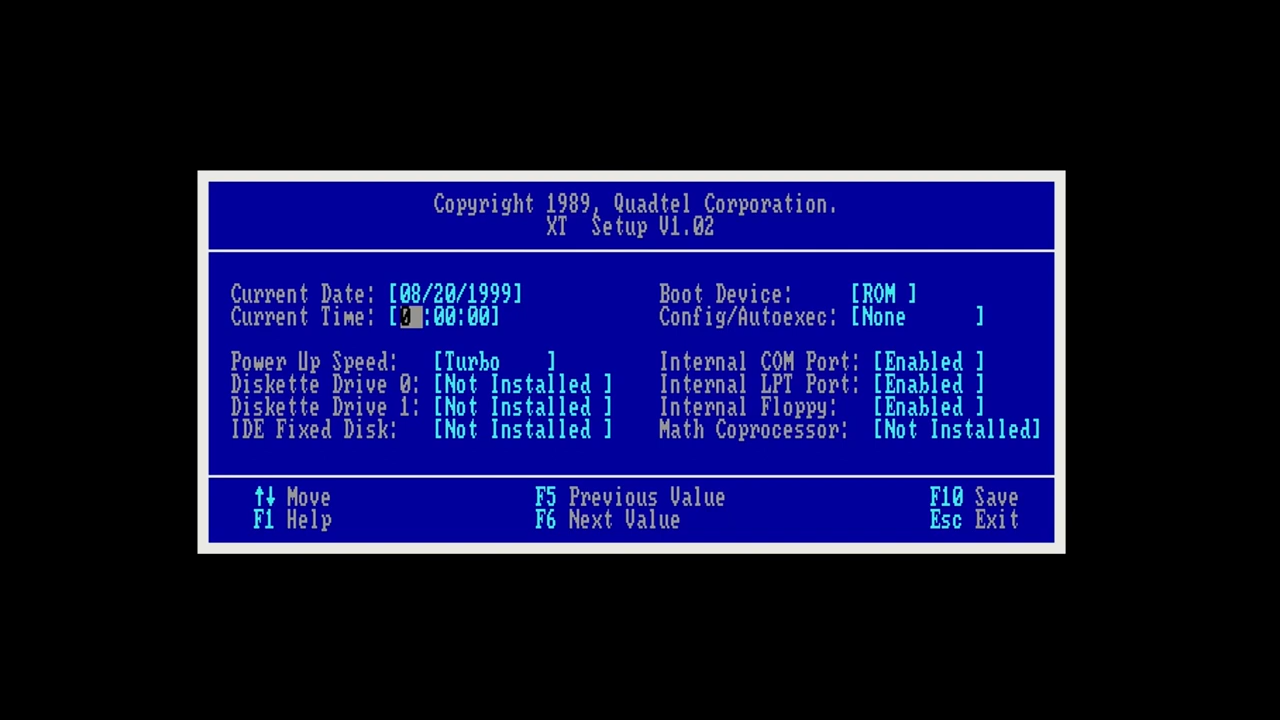 Copyright 1989, Quadtel Corporation.
XT  Setup V1.02
Current Date: [08/20/1999]
Boot Device: [ROM ]
Current Time: [0 :00:00]
Config/Autoexec: [None      ]
Power Up Speed: [Turbo    ]
Internal COM Port: [Enabled ]
Diskette Drive 0: [Not Installed ]
Internal LPT Port: [Enabled ]
Diskette Drive 1: [Not Installed ]
Internal Floppy: [Enabled ]
IDE Fixed Disk: [Not Installed ]
Math Coprocessor: [Not Installed]
↑↓ Move
F5 Previous Value
F10 Save
F1 Help
F6 Next Value
Esc Exit